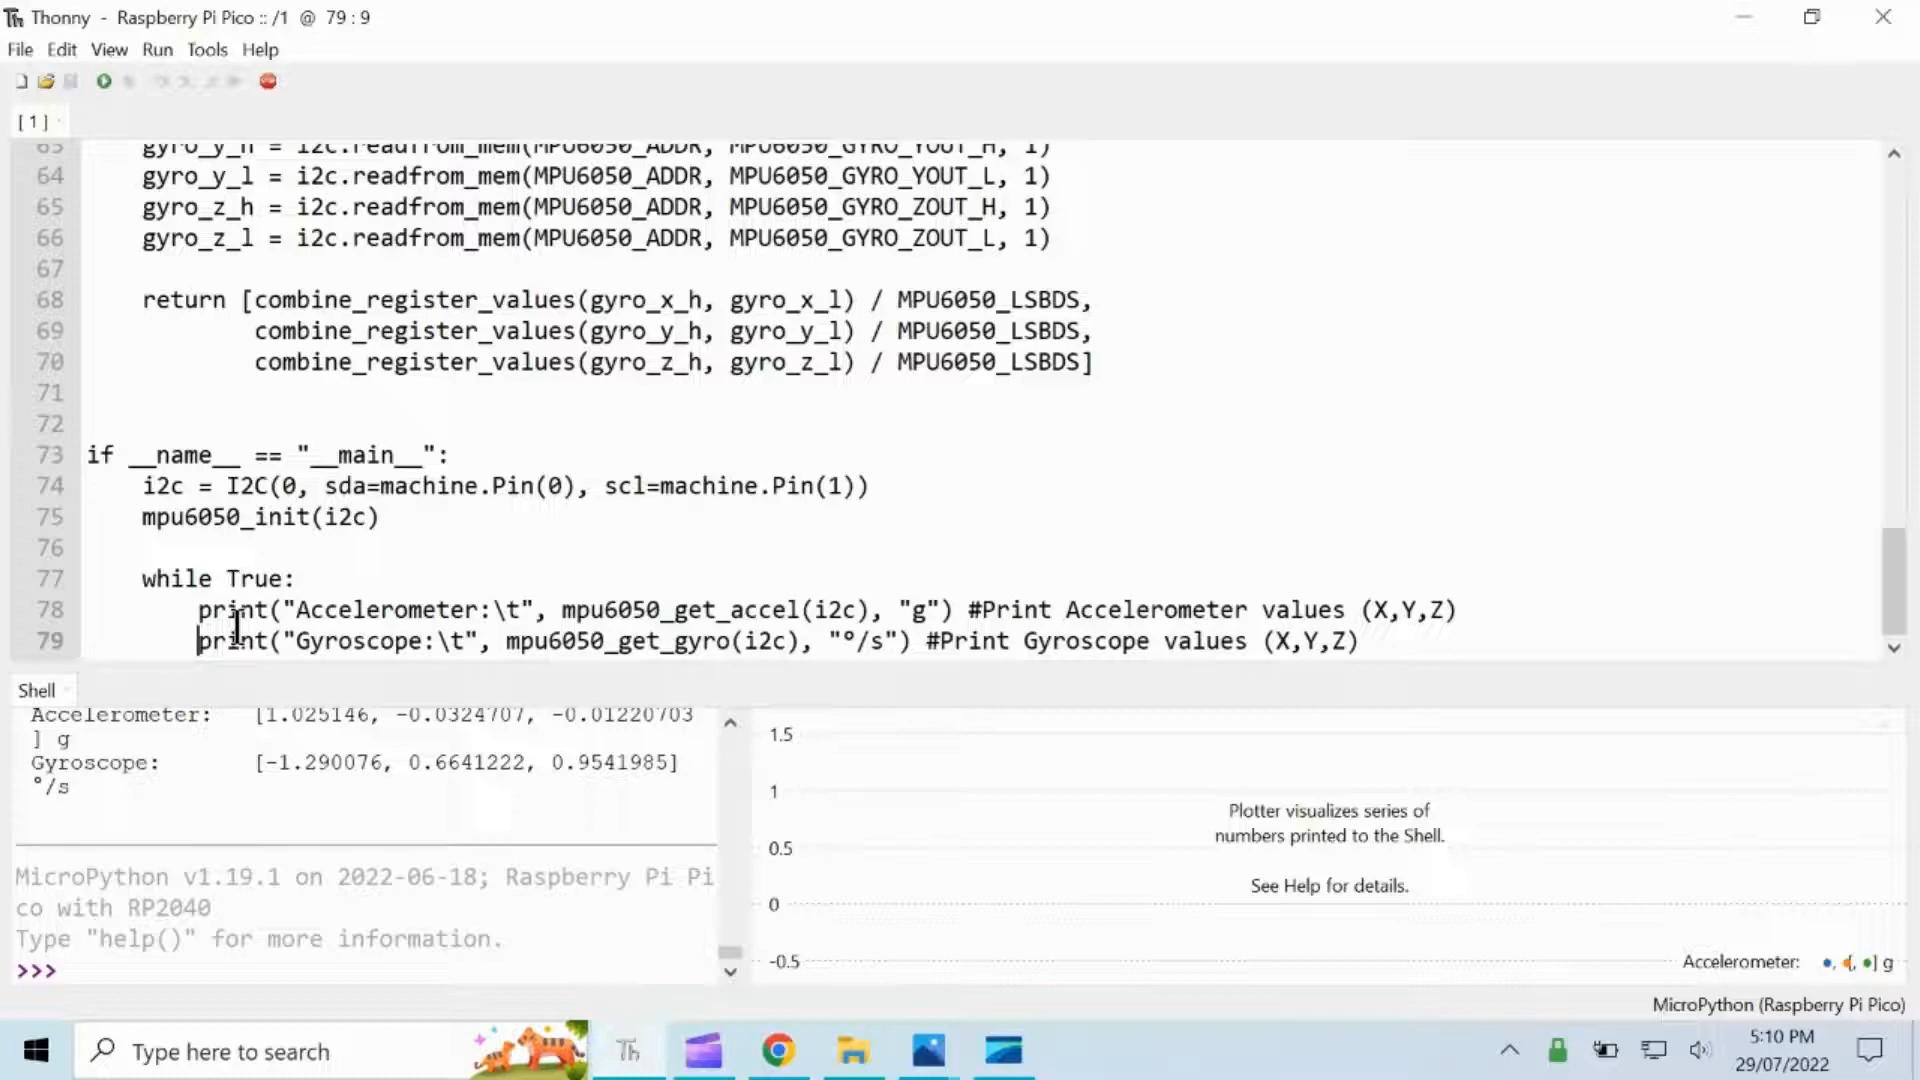 Thonny - Raspberry Pi Pico :: /1 @ 79 : 9
File Edit View Run Tools Help
[ 1 ]
63 gyro_y_h = i2c.readfrom_mem(MPU6050_ADDR, MPU6050_GYRO_YOUT_H, 1)
64 gyro_y_l = i2c.readfrom_mem(MPU6050_ADDR, MPU6050_GYRO_YOUT_L, 1)
65 gyro_z_h = i2c.readfrom_mem(MPU6050_ADDR, MPU6050_GYRO_ZOUT_H, 1)
66 gyro_z_l = i2c.readfrom_mem(MPU6050_ADDR, MPU6050_GYRO_ZOUT_L, 1)
67
68 return [combine_register_values(gyro_x_h, gyro_x_l) / MPU6050_LSBDS,
69 combine_register_values(gyro_y_h, gyro_y_l) / MPU6050_LSBDS,
70 combine_register_values(gyro_z_h, gyro_z_l) / MPU6050_LSBDS]
71
72
73 if __name__ == "__main__":
74 i2c = I2C(0, sda=machine.Pin(0), scl=machine.Pin(1))
75 mpu6050_init(i2c)
76
77 while True:
78 print("Accelerometer:\t", mpu6050_get_accel(i2c), "g") #Print Accelerometer values (X,Y,Z)
79 print("Gyroscope:\t", mpu6050_get_gyro(i2c), "°/s") #Print Gyroscope values (X,Y,Z)
Shell
Accelerometer: [1.025146, -0.0324707, -0.01220703
] g
Gyroscope: [-1.290076, 0.6641222, 0.9541985]
°/s
MicroPython v1.19.1 on 2022-06-18; Raspberry Pi Pi
co with RP2040
Type "help()" for more information.
>>>
1.5
1
0.5
0
-0.5
Plotter visualizes series of
numbers printed to the Shell.
See Help for details.
Accelerometer: , [, ] g
MicroPython (Raspberry Pi Pico)
Type here to search
Th
5:10 PM
29/07/2022